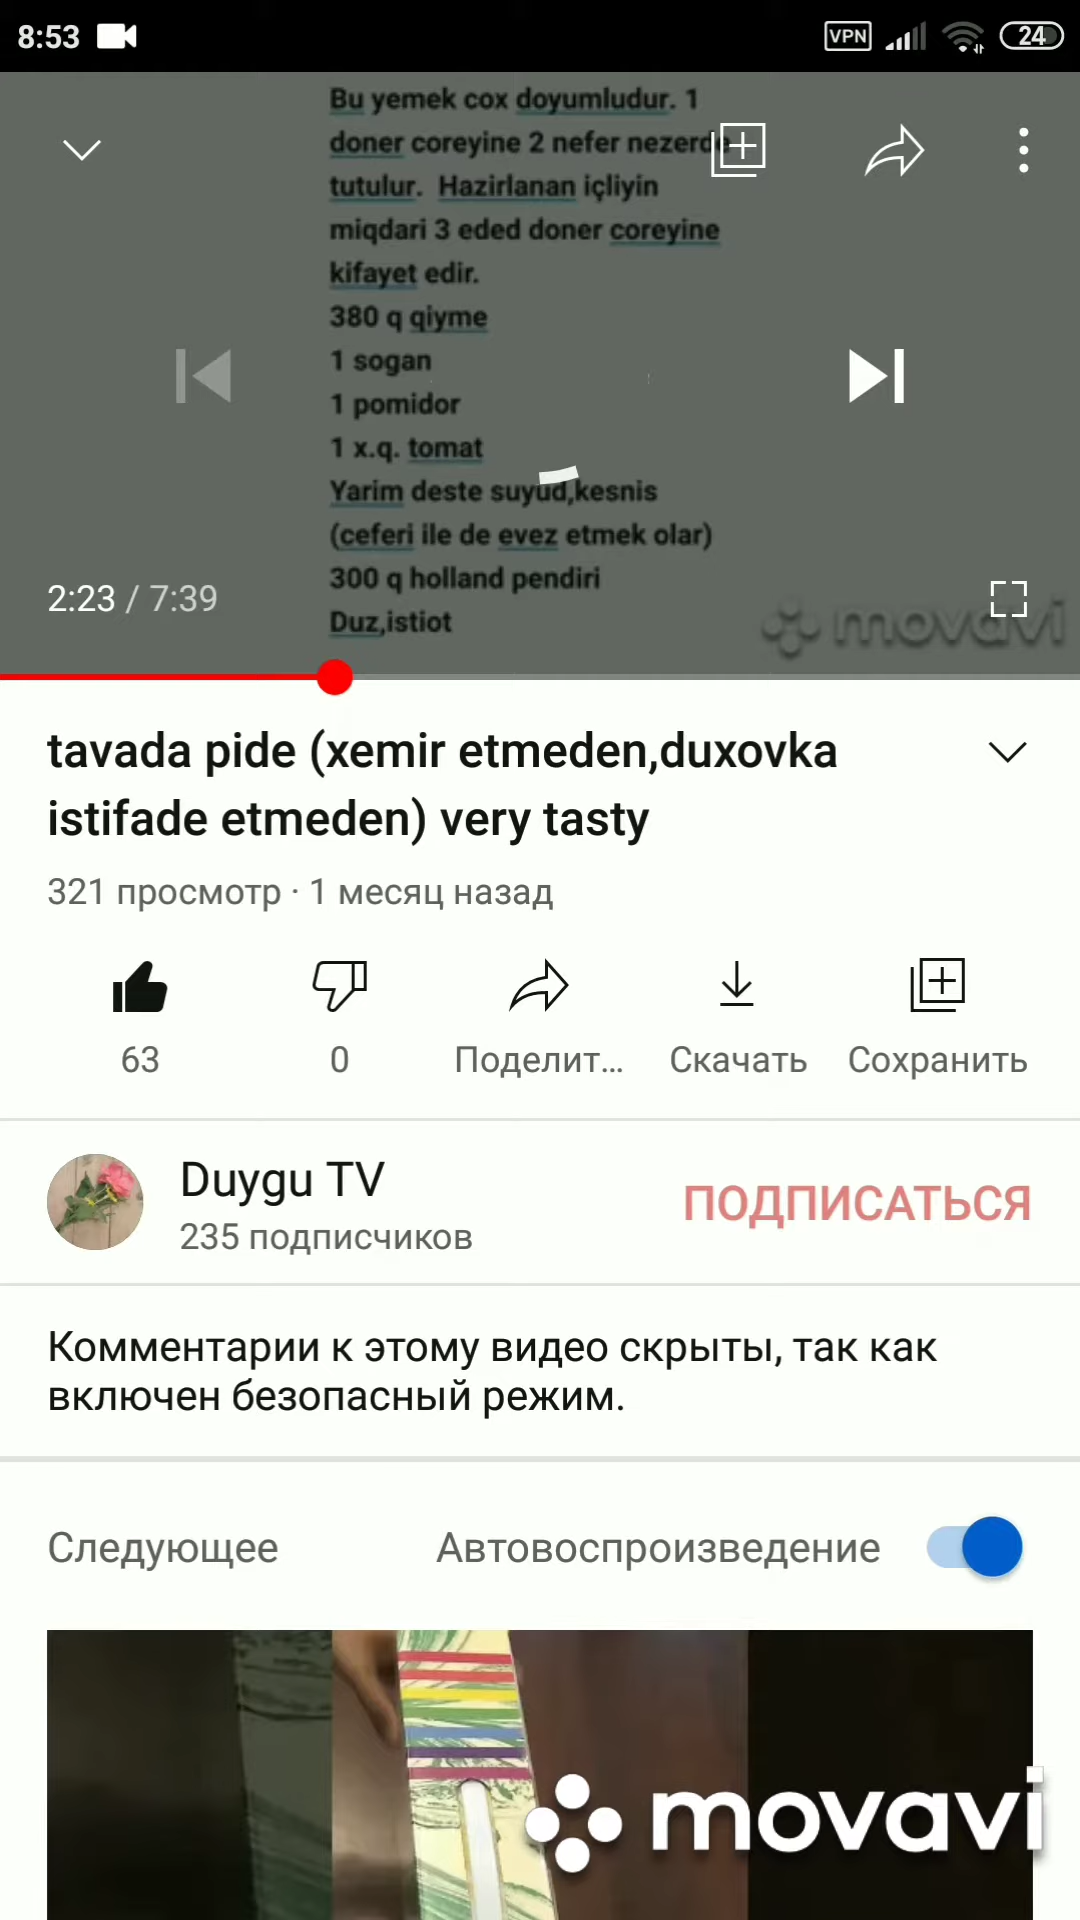 8:53
VPN
24
Bu yemek cox doyumludur. 1
doner coreyine 2 nefer nezerde
tutulur. Hazirlanan içliyin
miqdari 3 eded doner coreyine
kifayet edir.
380 q qiyme
1 sogan
1 pomidor
1 x.q. tomat
Yarim deste suyud,kesnis
(ceferi ile de evez etmek olar)
300 q holland pendiri
Duz,istiot
2:23 / 7:39
movavi
tavada pide (xemir etmeden,duxovka
istifade etmeden) very tasty
321 просмотр · 1 месяц назад
63
0
Поделит...
Скачать
Сохранить
Duygu TV
235 подписчиков
ПОДПИСАТЬСЯ
Комментарии к этому видео скрыты, так как
включен безопасный режим.
Следующее
Автовоспроизведение
movavi